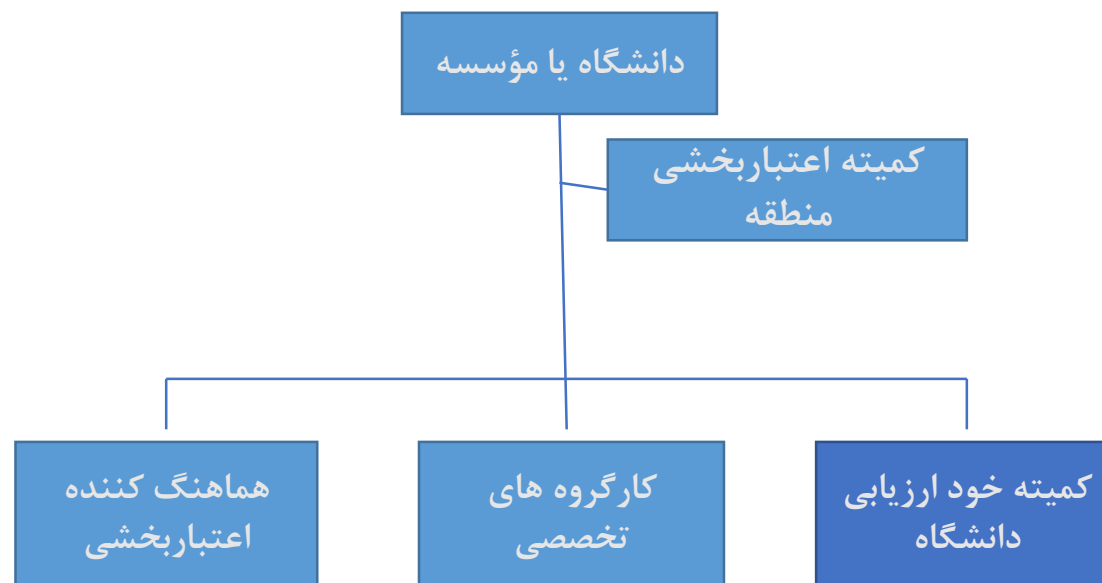 دانشگاه یا مؤسسه
کمیته اعتباربخشی
منطقه
کمیته خود ارزیابی
دانشگاه
کارگروه های
تخصصی
هماهنگ کننده
اعتباربخشی